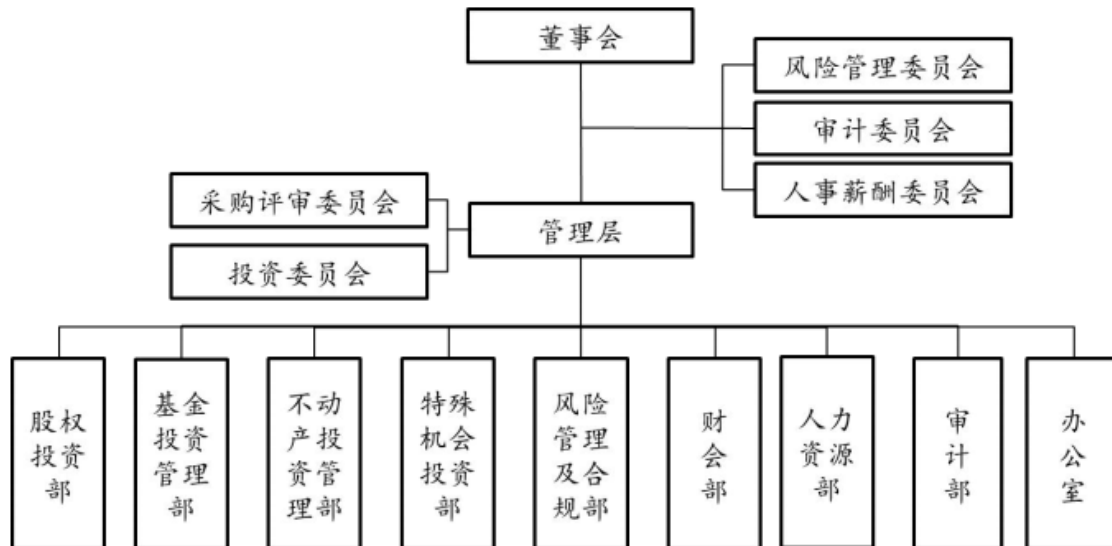 董事会
风险管理委员会
审计委员会
人事薪酬委员会
采购评审委员会
投资委员会
管理层
股权
投资
部
基金
投资
管理
部
不动
产投
资管
理部
特殊
机会
投资
部
风险
管理
及合
规部
财
会
部
人力
资源
部
审
计
部
办
公
室